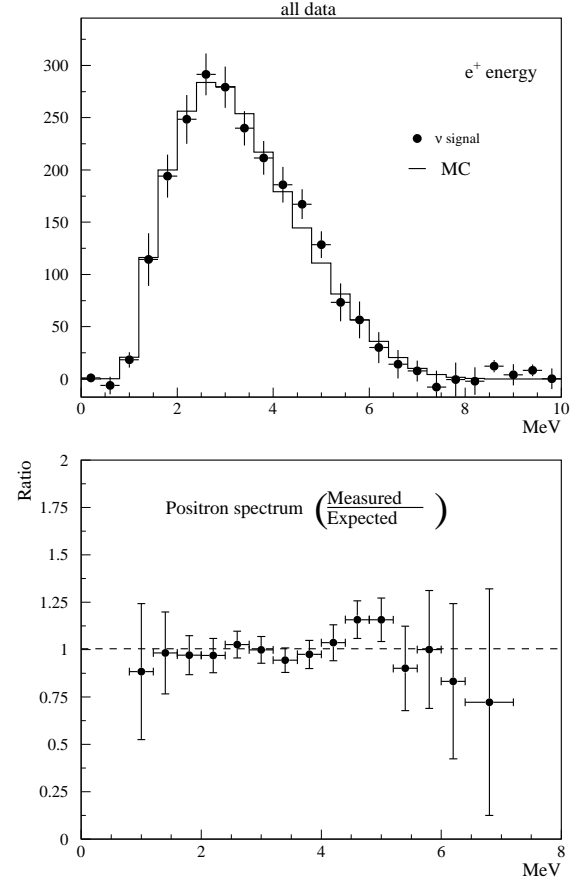 all data
300
250
200
150
100
50
0
e+ energy
ν signal
MC
0 2 4 6 8 10
MeV
Ratio
2
1.75
1.5
1.25
1
0.75
0.5
0.25
0
Positron spectrum (Measured
Expected)
0 2 4 6 8
MeV